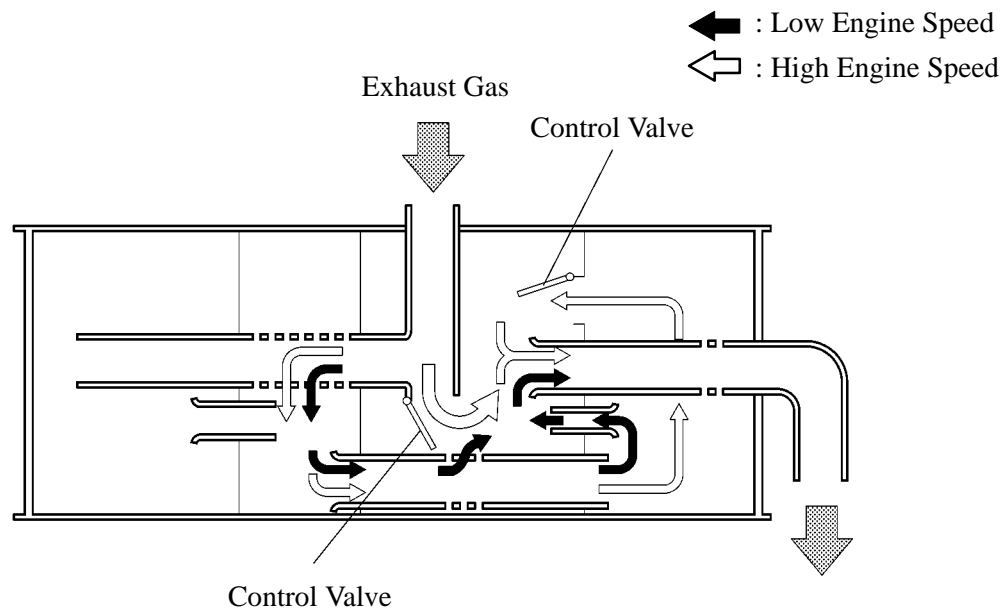 : Low Engine Speed
: High Engine Speed
Exhaust Gas
Control Valve
Control Valve